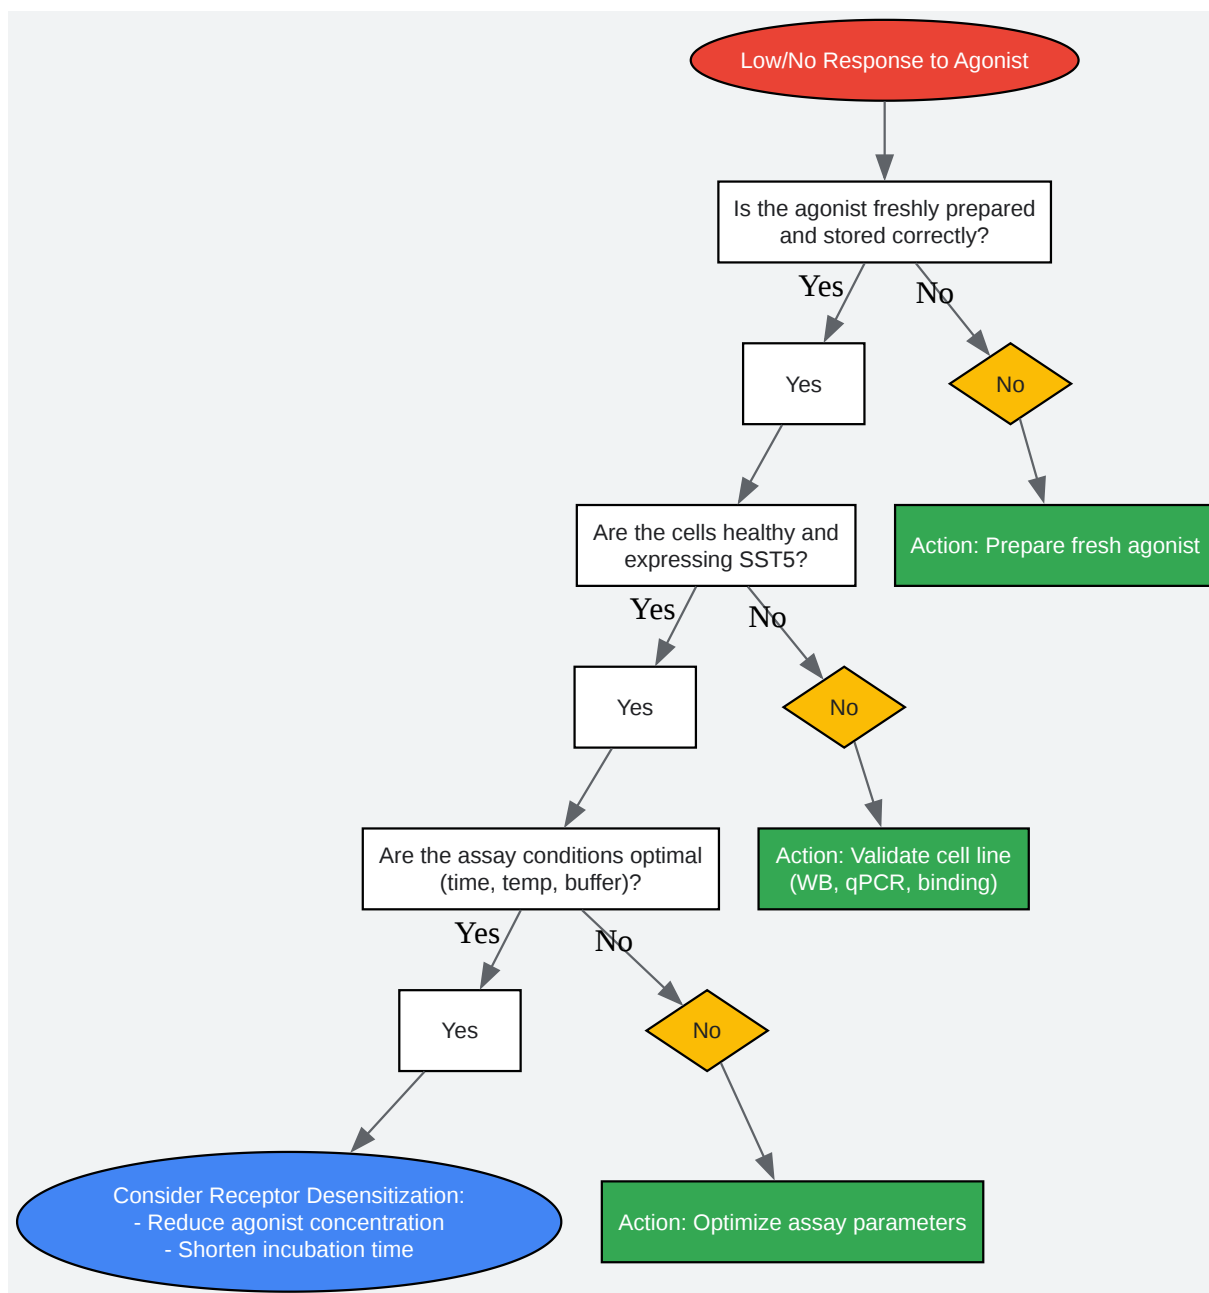 Low/No Response to Agonist
Is the agonist freshly prepared
and stored correctly?
Yes
No
Yes
No
Are the cells healthy and
expressing SST5?
Action: Prepare fresh agonist
Yes
No
Yes
No
Are the assay conditions optimal
(time, temp, buffer)?
Action: Validate cell line
(WB, qPCR, binding)
Yes
No
Yes
No
Consider Receptor Desensitization:
- Reduce agonist concentration
- Shorten incubation time
Action: Optimize assay parameters